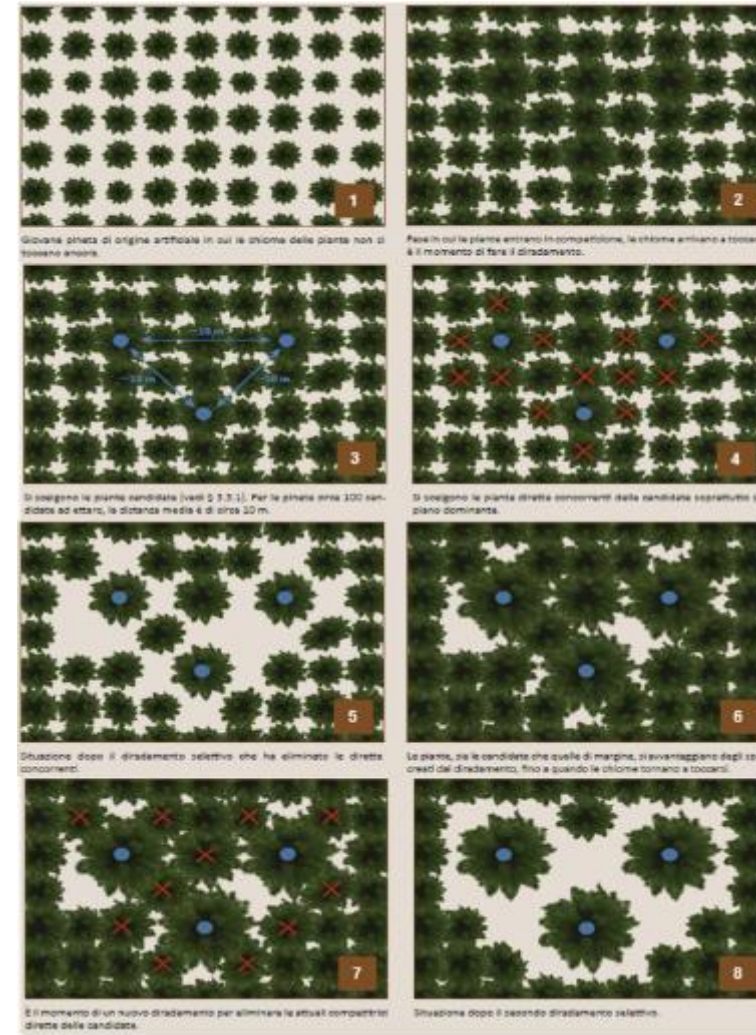 1
2
Giovane pineta di origine artificiale in cui le chiome delle piante non si
toccano ancora.
Fase in cui le piante entrano in competizione, le chiome arrivano a
è il momento di fare il diradamento.
~10 m
~10 m
~10 m
3
4
Si scelgono le piante candidate (vedi § 3.3.1). Per le pinete circa 100 can-
didate ad ettaro, la distanza media è di circa 10 m.
Si scelgono le piante dirette concorrenti delle candidate soprattutto
piano dominante.
5
6
Situazione dopo il diradamento selettivo che ha eliminato le dirette
concorrenti.
Le piante, sia le candidate che quelle di margine, si avvantaggiano degli
creati dal diradamento, fino a quando le chiome tornano a toccarsi.
7
8
È il momento di un nuovo diradamento per eliminare le attuali competitrici
dirette delle candidate.
Situazione dopo il secondo diradamento selettivo.